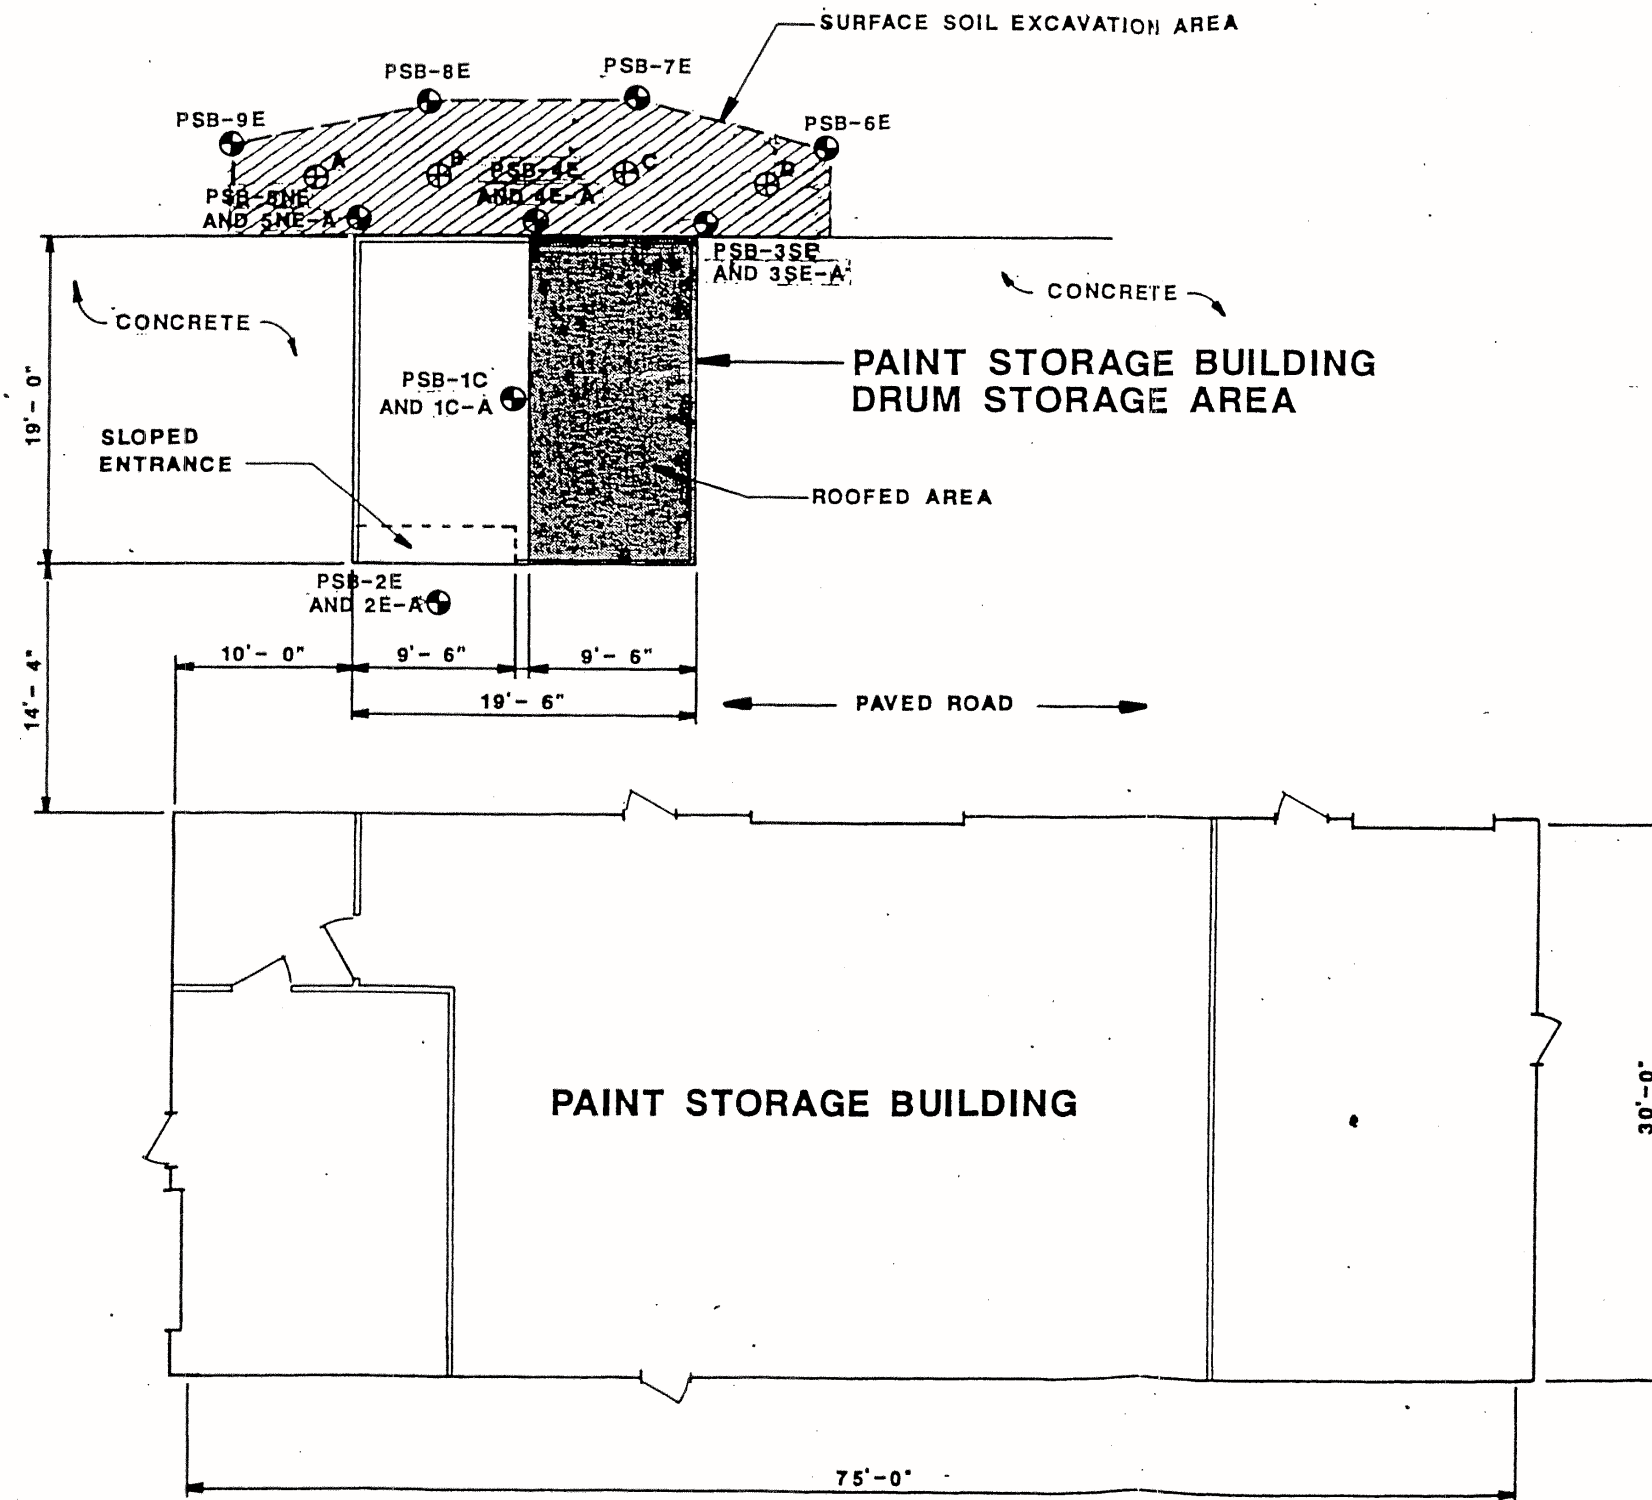 SURFACE SOIL EXCAVATION AREA
PSB-8E
PSB-7E
PSB-9E
PSB-6E
A
B
C
D
PSB-4E
AND 4E-A
PSB-5NE
AND 5NE-A
PSB-3SE
AND 3SE-A
CONCRETE
CONCRETE
PAINT STORAGE BUILDING
DRUM STORAGE AREA
PSB-1C
AND 1C-A
19'-0"
SLOPED
ENTRANCE
ROOFED AREA
PSB-2E
AND 2E-A
10'-0"
9'-6"
9'-6"
14'-4"
19'-6"
PAVED ROAD
PAINT STORAGE BUILDING
30'-0"
75'-0"